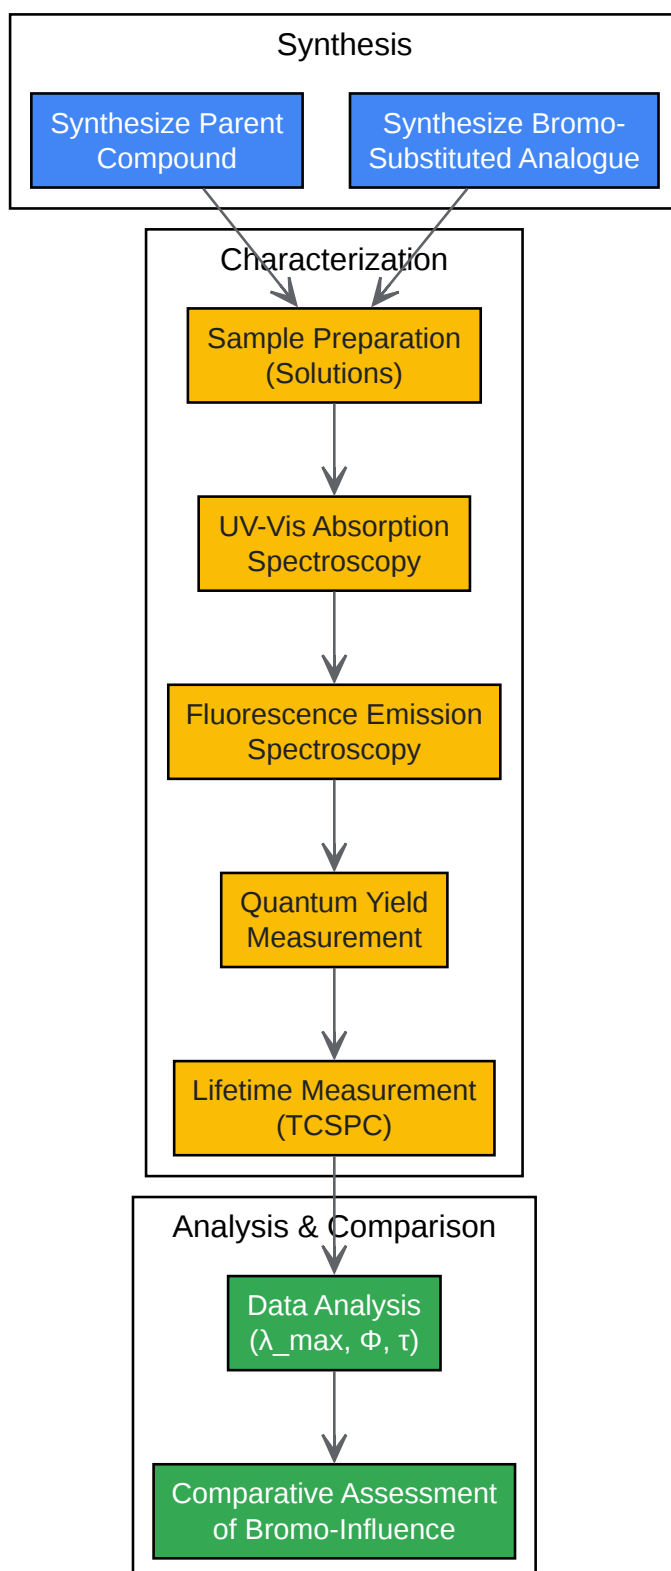 Synthesis
Synthesize Parent
Compound
Synthesize Bromo-
Substituted Analogue
Characterization
Sample Preparation
(Solutions)
UV-Vis Absorption
Spectroscopy
Fluorescence Emission
Spectroscopy
Quantum Yield
Measurement
Lifetime Measurement
(TCSPC)
Analysis & Comparison
Data Analysis
(λ_max, Φ, τ)
Comparative Assessment
of Bromo-Influence